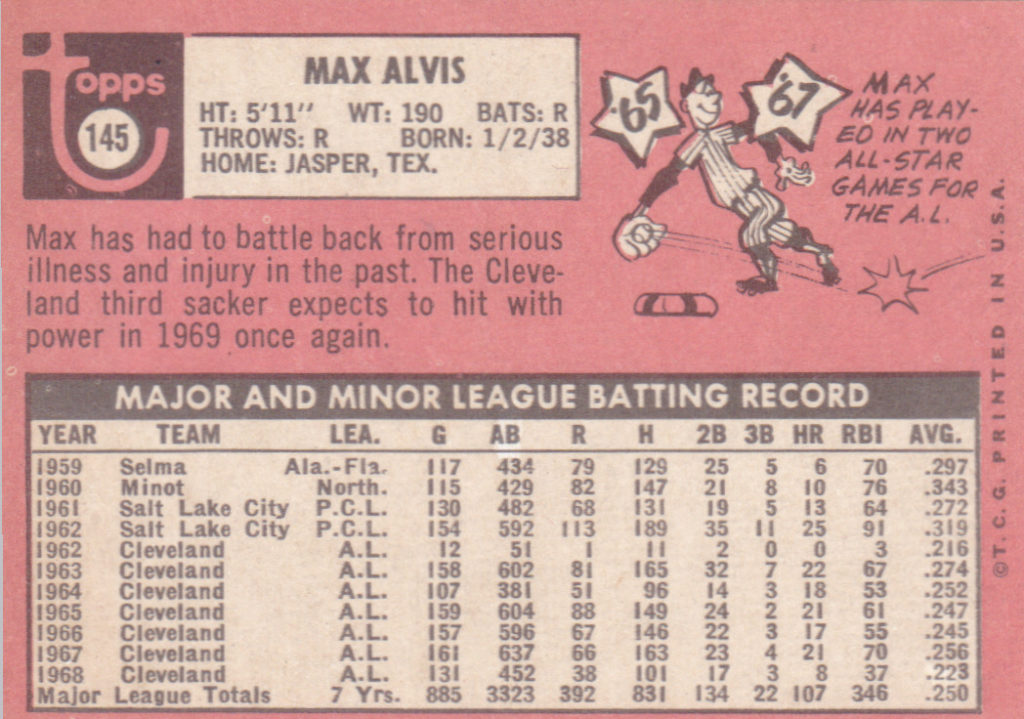 Topps
145
MAX ALVIS
HT: 5'11" WT: 190 BATS: R
THROWS: R BORN: 1/2/38
HOME: JASPER, TEX.
'65
'67
MAX
HAS PLAY-
ED IN TWO
ALL-STAR
GAMES FOR
THE A.L.
Max has had to battle back from serious
illness and injury in the past. The Cleve-
land third sacker expects to hit with
power in 1969 once again.
MAJOR AND MINOR LEAGUE BATTING RECORD
YEAR TEAM LEA. G AB R H 2B 3B HR RBI AVG.
1959 Selma Ala.-Fla. 117 434 79 129 25 5 6 70 .297
1960 Minot North. 115 429 82 147 21 8 10 76 .343
1961 Salt Lake City P.C.L. 130 482 68 131 19 5 13 64 .272
1962 Salt Lake City P.C.L. 154 592 113 189 35 11 25 91 .319
1962 Cleveland A.L. 12 51 1 11 2 0 0 3 .216
1963 Cleveland A.L. 158 602 81 165 32 7 22 67 .274
1964 Cleveland A.L. 107 381 51 96 14 3 18 53 .252
1965 Cleveland A.L. 159 604 88 149 24 2 21 61 .247
1966 Cleveland A.L. 157 596 67 146 22 3 17 55 .245
1967 Cleveland A.L. 161 637 66 163 23 4 21 70 .256
1968 Cleveland A.L. 131 452 38 101 17 3 8 37 .223
Major League Totals 7 Yrs. 885 3323 392 831 134 22 107 346 .250
©T.C.G. PRINTED IN U.S.A.